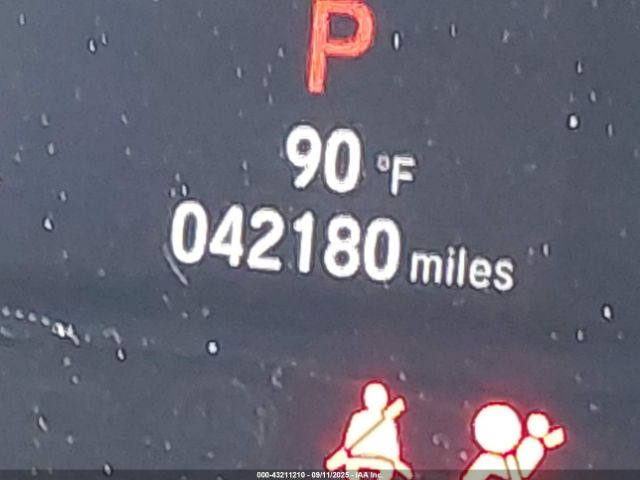 P
90 °F
042180 miles
000-43211210 - 09/11/2025 - IAA Inc.